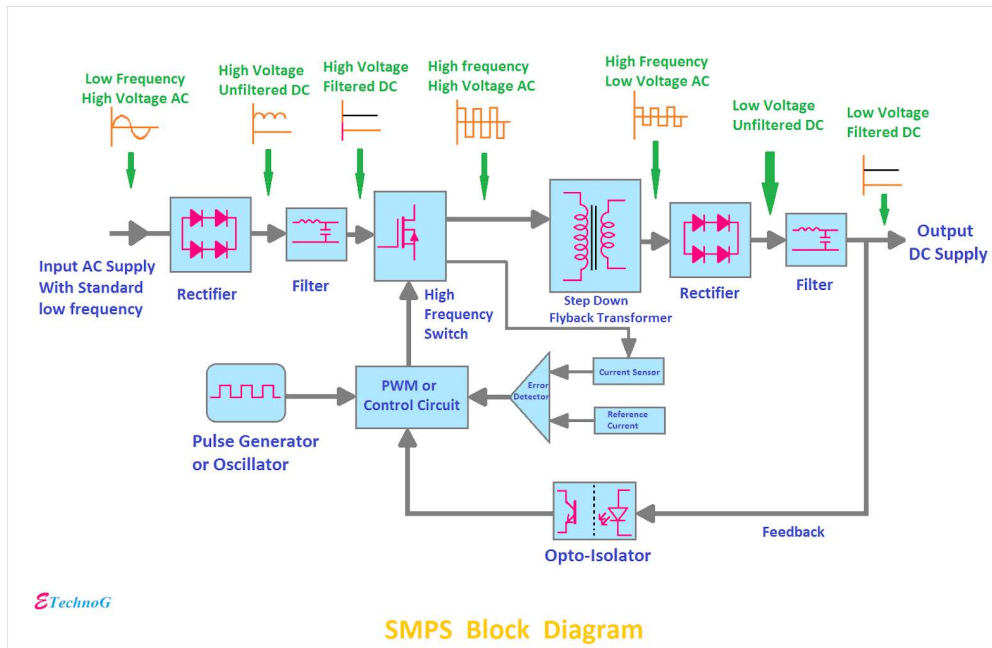 Low Frequency
High Voltage AC
High Voltage
Unfiltered DC
High Voltage
Filtered DC
High frequency
High Voltage AC
High Frequency
Low Voltage AC
Low Voltage
Unfiltered DC
Low Voltage
Filtered DC
Input AC Supply
With Standard
low frequency
Rectifier
Filter
High
Frequency
Switch
Step Down
Flyback Transformer
Rectifier
Filter
Output
DC Supply
Pulse Generator
or Oscillator
PWM or
Control Circuit
Error
Detector
Current Sensor
Reference
Current
Opto-Isolator
Feedback
ETechnoG
SMPS Block Diagram